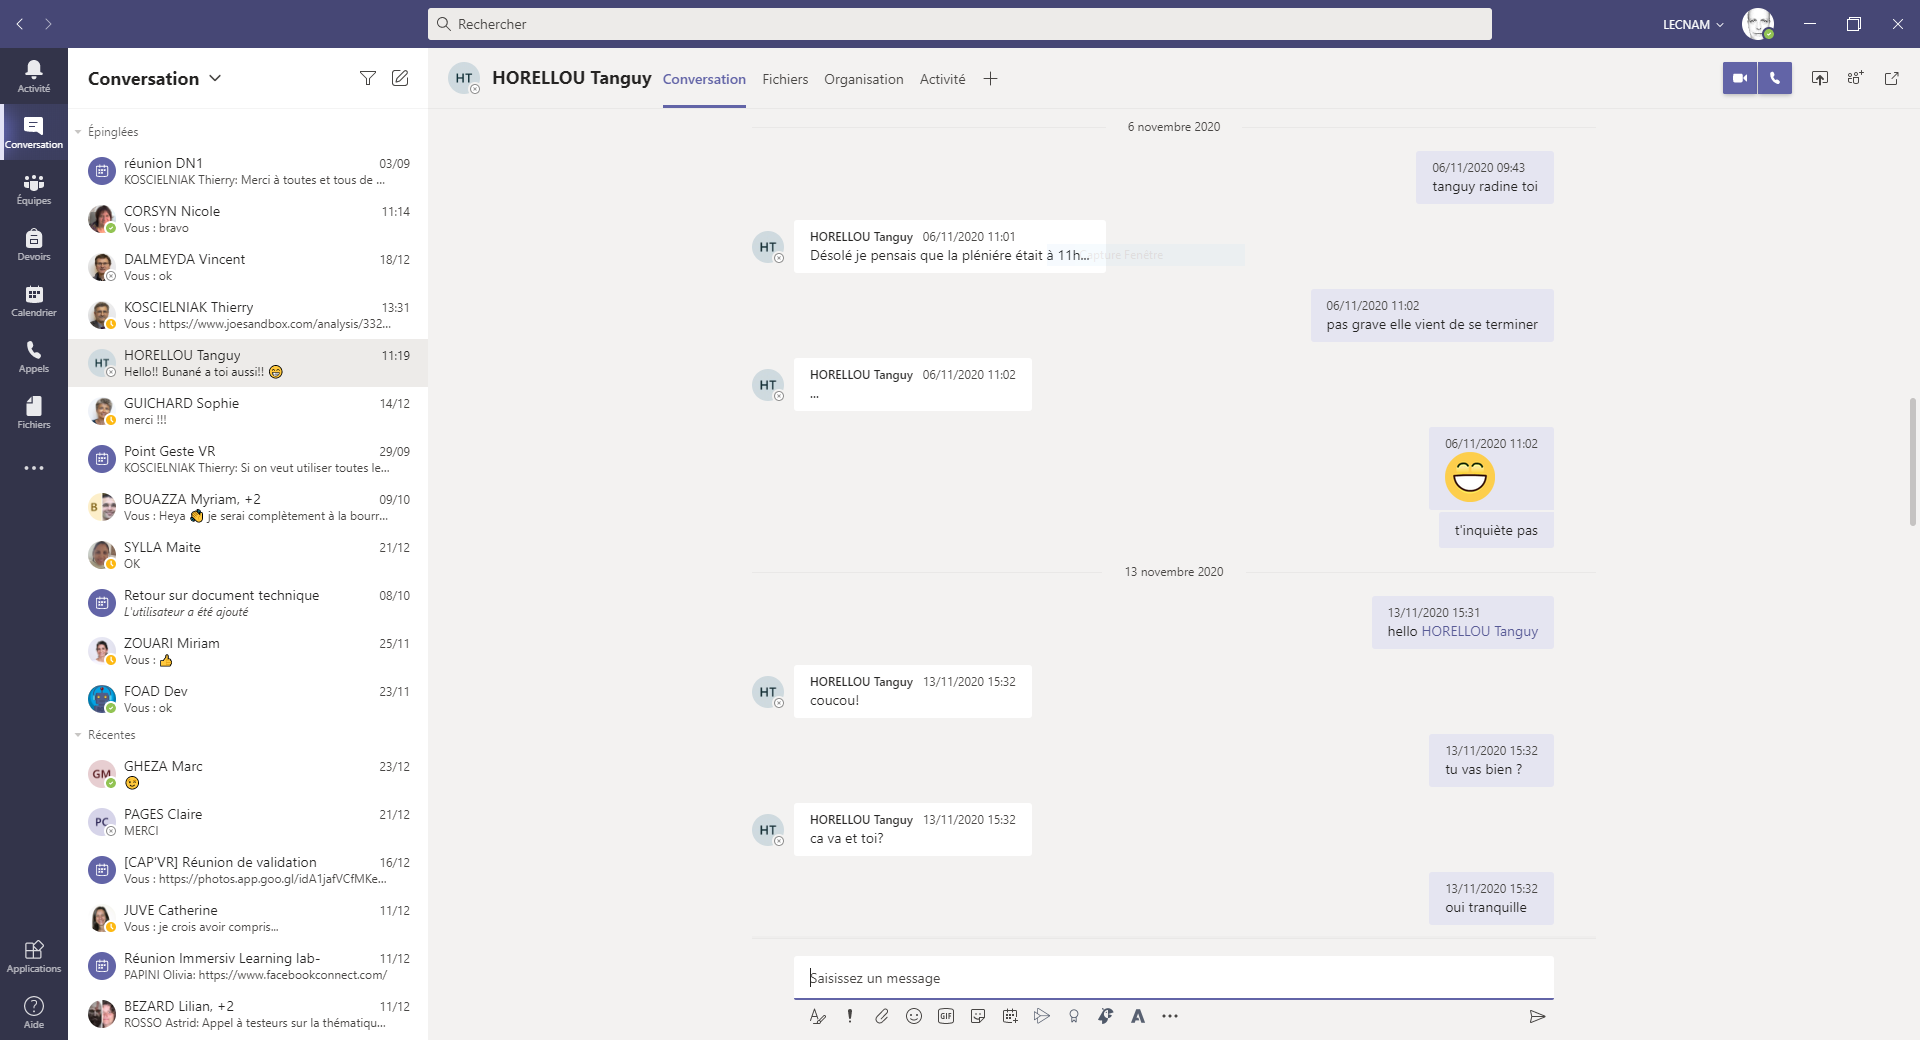 Rechercher
LECNAM
Activité
Conversation
Équipes
Devoirs
Calendrier
Appels
Fichiers
Applications
Aide
Conversation
Épinglées
réunion DN1 03/09
KOSCIELNIAK Thierry: Merci à toutes et tous de ...
CORSYN Nicole 11:14
Vous : bravo
DALMEYDA Vincent 18/12
Vous : ok
KOSCIELNIAK Thierry 13:31
Vous : https://www.joesandbox.com/analysis/332...
HT HORELLOU Tanguy 11:19
Hello!! Bunané a toi aussi!! 😁
GUICHARD Sophie 14/12
merci !!!
Point Geste VR 29/09
KOSCIELNIAK Thierry: Si on veut utiliser toutes le...
B BOUAZZA Myriam, +2 09/10
Vous : Heya 👋 je serai complètement à la bourr...
SYLLA Maite 21/12
OK
Retour sur document technique 08/10
L'utilisateur a été ajouté
ZOUARI Miriam 25/11
Vous : 👍
FOAD Dev 23/11
Vous : ok
Récentes
GM GHEZA Marc 23/12
😉
PC PAGES Claire 21/12
MERCI
[CAP'VR] Réunion de validation 16/12
Vous : https://photos.app.goo.gl/idA1jafVCfMKe...
JUVE Catherine 11/12
Vous : je crois avoir compris...
Réunion Immersiv Learning lab- 11/12
PAPINI Olivia: https://www.facebookconnect.com/
BEZARD Lilian, +2 11/12
ROSSO Astrid: Appel à testeurs sur la thématiqu...
HT HORELLOU Tanguy Conversation Fichiers Organisation Activité
6 novembre 2020
06/11/2020 09:43
tanguy radine toi
HT HORELLOU Tanguy 06/11/2020 11:01
Désolé je pensais que la pléniére était à 11h...
Fenêtre
06/11/2020 11:02
pas grave elle vient de se terminer
HT HORELLOU Tanguy 06/11/2020 11:02
...
06/11/2020 11:02
😄
t'inquiète pas
13 novembre 2020
13/11/2020 15:31
hello HORELLOU Tanguy
HT HORELLOU Tanguy 13/11/2020 15:32
coucou!
13/11/2020 15:32
tu vas bien ?
HT HORELLOU Tanguy 13/11/2020 15:32
ca va et toi?
13/11/2020 15:32
oui tranquille
Saisissez un message
GIF